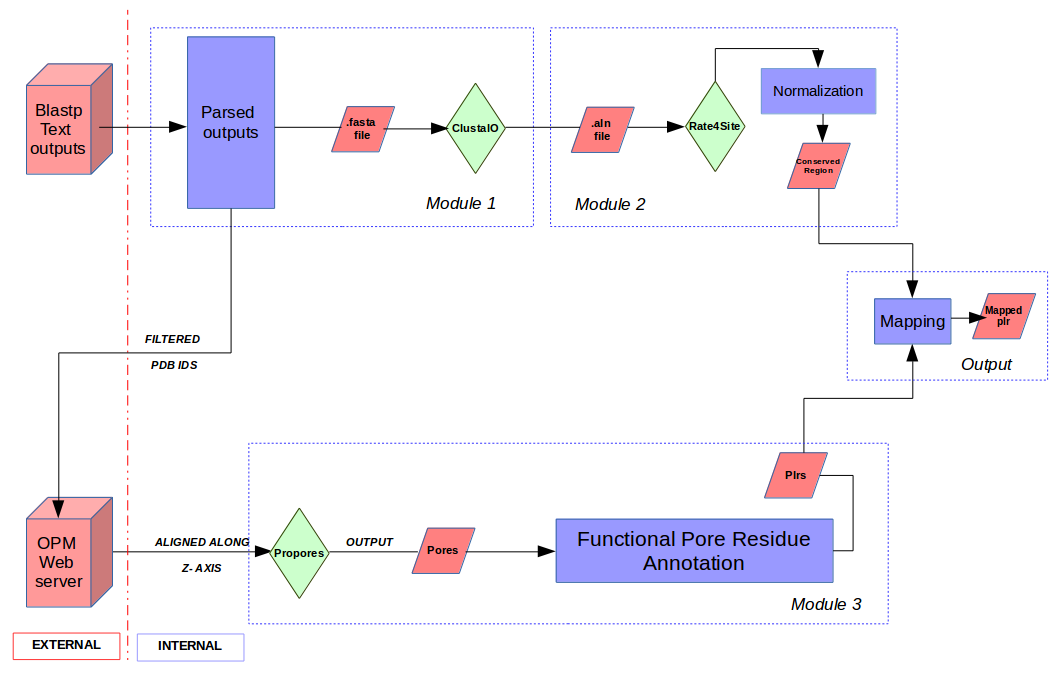 Blastp
Text
outputs
Parsed
outputs
.fasta
file
ClustalO
Module 1
.aln
file
Rate4Site
Normalization
Conserved
Region
Module 2
FILTERED
PDB IDS
Mapping
Mapped
plr
Output
OPM
Web
server
ALIGNED ALONG
Z- AXIS
Propores
OUTPUT
Pores
Functional Pore Residue
Annotation
Plrs
Module 3
EXTERNAL
INTERNAL